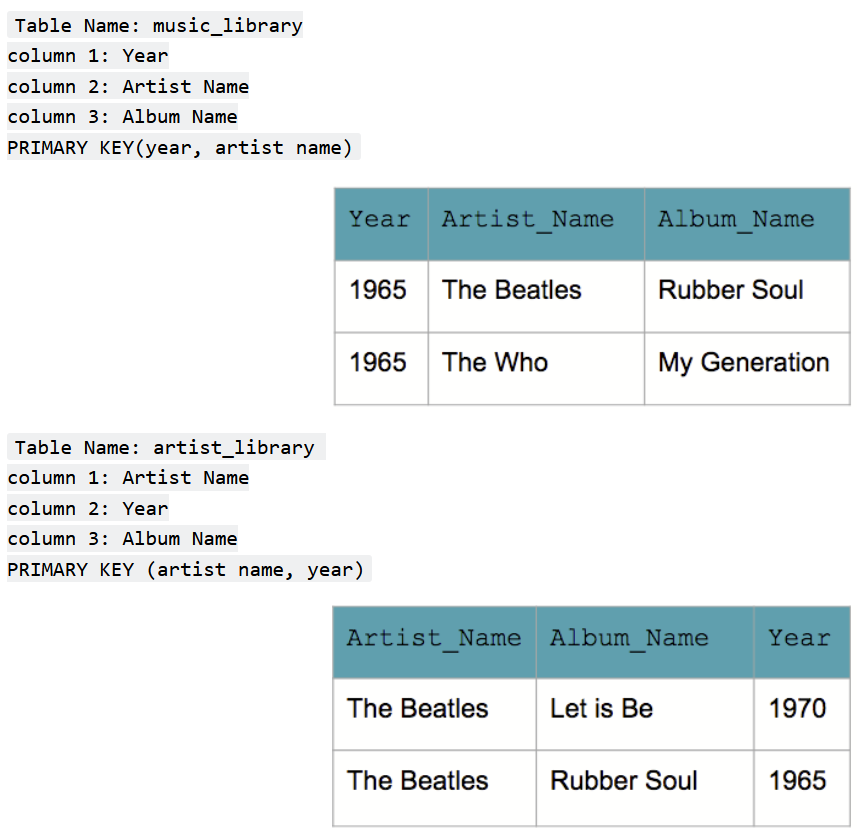 Table Name: music_library
column 1: Year
column 2: Artist Name
column 3: Album Name
PRIMARY KEY(year, artist name)
Year Artist_Name Album_Name
1965 The Beatles Rubber Soul
1965 The Who My Generation
Table Name: artist_library
column 1: Artist Name
column 2: Year
column 3: Album Name
PRIMARY KEY (artist name, year)
Artist_Name Album_Name Year
The Beatles Let is Be 1970
The Beatles Rubber Soul 1965